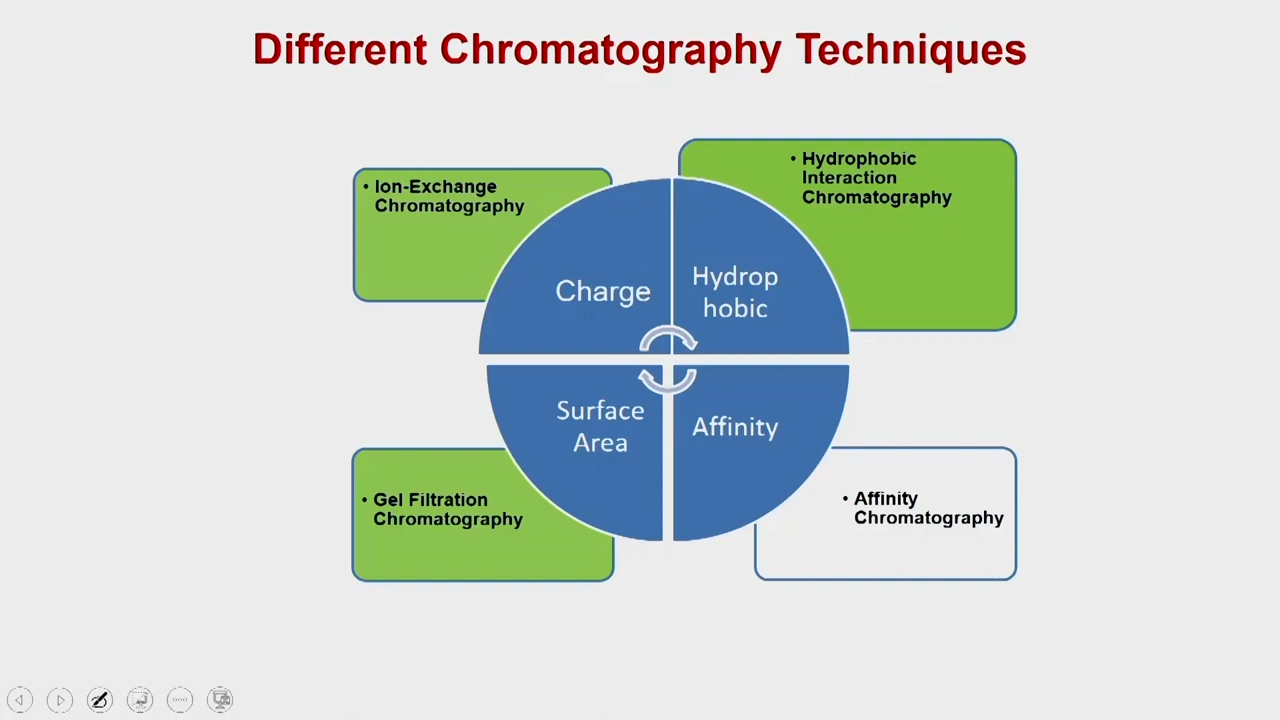 Different Chromatography Techniques
• Ion-Exchange
Chromatography
• Hydrophobic
Interaction
Chromatography
Charge
Hydrop
hobic
Surface
Area
Affinity
• Gel Filtration
Chromatography
• Affinity
Chromatography